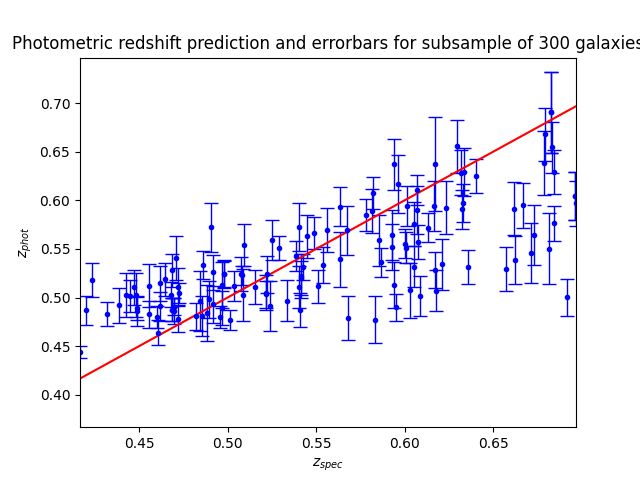 Photometric redshift prediction and errorbars for subsample of 300 galaxies
0.70
0.65
0.60
0.55
0.50
0.45
0.40
z_phot
0.45 0.50 0.55 0.60 0.65
z_spec